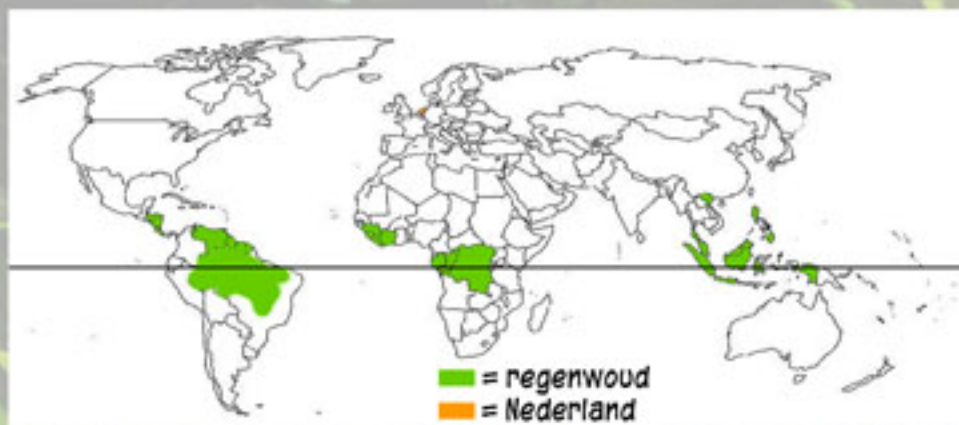 = regenwoud
= Nederland